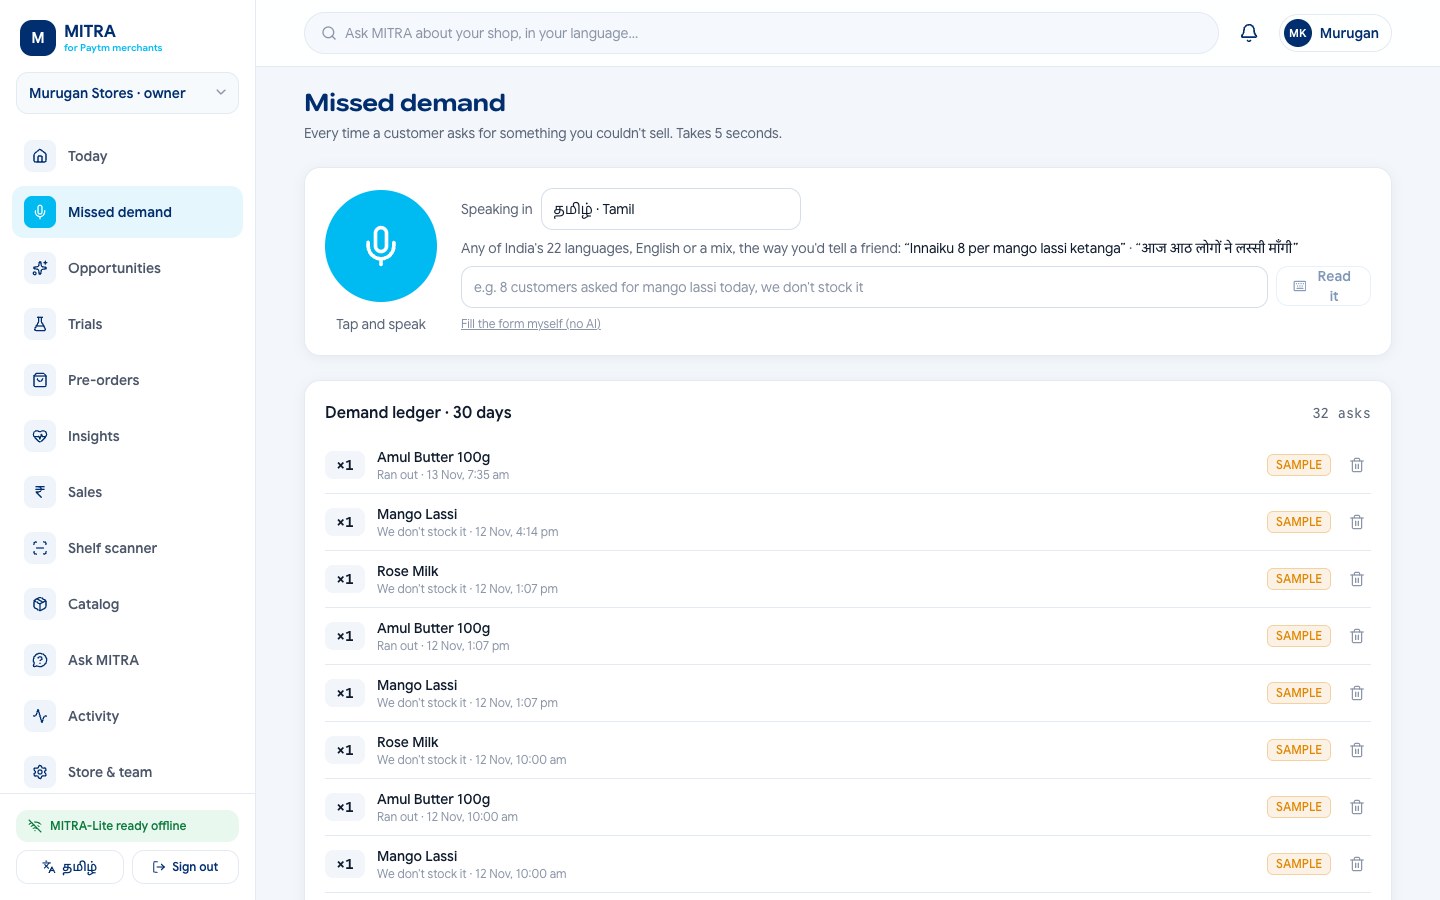 M
MITRA
for Paytm merchants
Murugan Stores · owner
Today
Missed demand
Opportunities
Trials
Pre-orders
Insights
Sales
Shelf scanner
Catalog
Ask MITRA
Activity
Store & team
MITRA-Lite ready offline
தமிழ்
Sign out
Ask MITRA about your shop, in your language...
MK
Murugan
Missed demand
Every time a customer asks for something you couldn't sell. Takes 5 seconds.
Tap and speak
Speaking in
தமிழ் · Tamil
Any of India's 22 languages, English or a mix, the way you'd tell a friend: “Innaiku 8 per mango lassi ketanga” · “आज आठ लोगों ने लस्सी माँगी”
e.g. 8 customers asked for mango lassi today, we don't stock it
Read
it
Fill the form myself (no AI)
Demand ledger · 30 days
32 asks
×1
Amul Butter 100g
Ran out · 13 Nov, 7:35 am
SAMPLE
×1
Mango Lassi
We don't stock it · 12 Nov, 4:14 pm
SAMPLE
×1
Rose Milk
We don't stock it · 12 Nov, 1:07 pm
SAMPLE
×1
Amul Butter 100g
Ran out · 12 Nov, 1:07 pm
SAMPLE
×1
Mango Lassi
We don't stock it · 12 Nov, 1:07 pm
SAMPLE
×1
Rose Milk
We don't stock it · 12 Nov, 10:00 am
SAMPLE
×1
Amul Butter 100g
Ran out · 12 Nov, 10:00 am
SAMPLE
×1
Mango Lassi
We don't stock it · 12 Nov, 10:00 am
SAMPLE